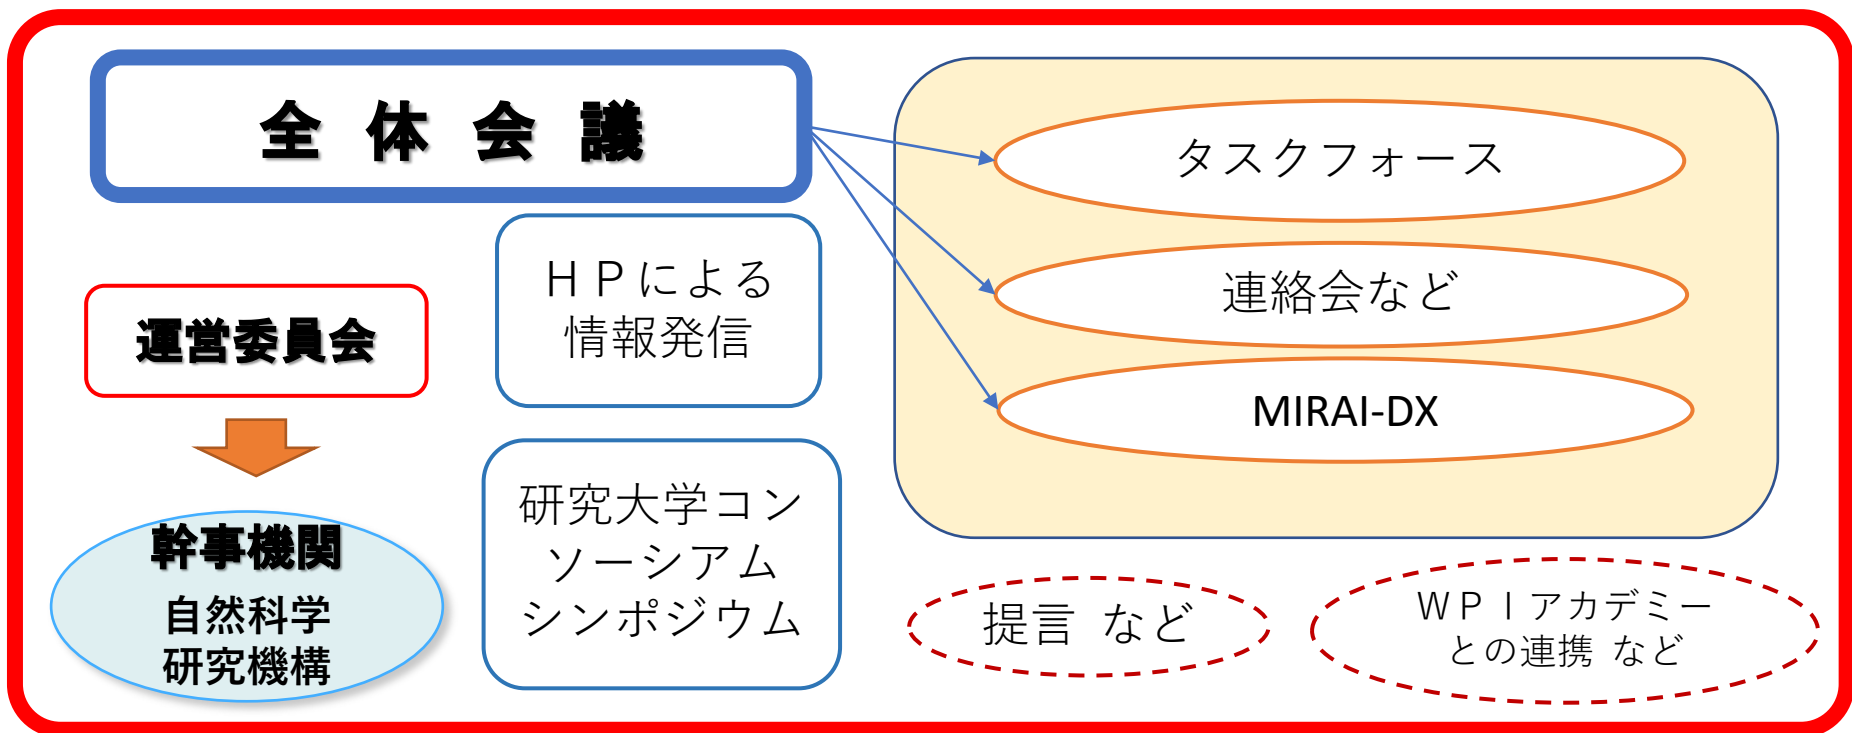 全 体 会 議
運営委員会
幹事機関
自然科学
研究機構
ＨＰによる
情報発信
研究大学コン
ソーシアム
シンポジウム
タスクフォース
連絡会など
MIRAI-DX
提言 など
ＷＰＩアカデミー
との連携 など